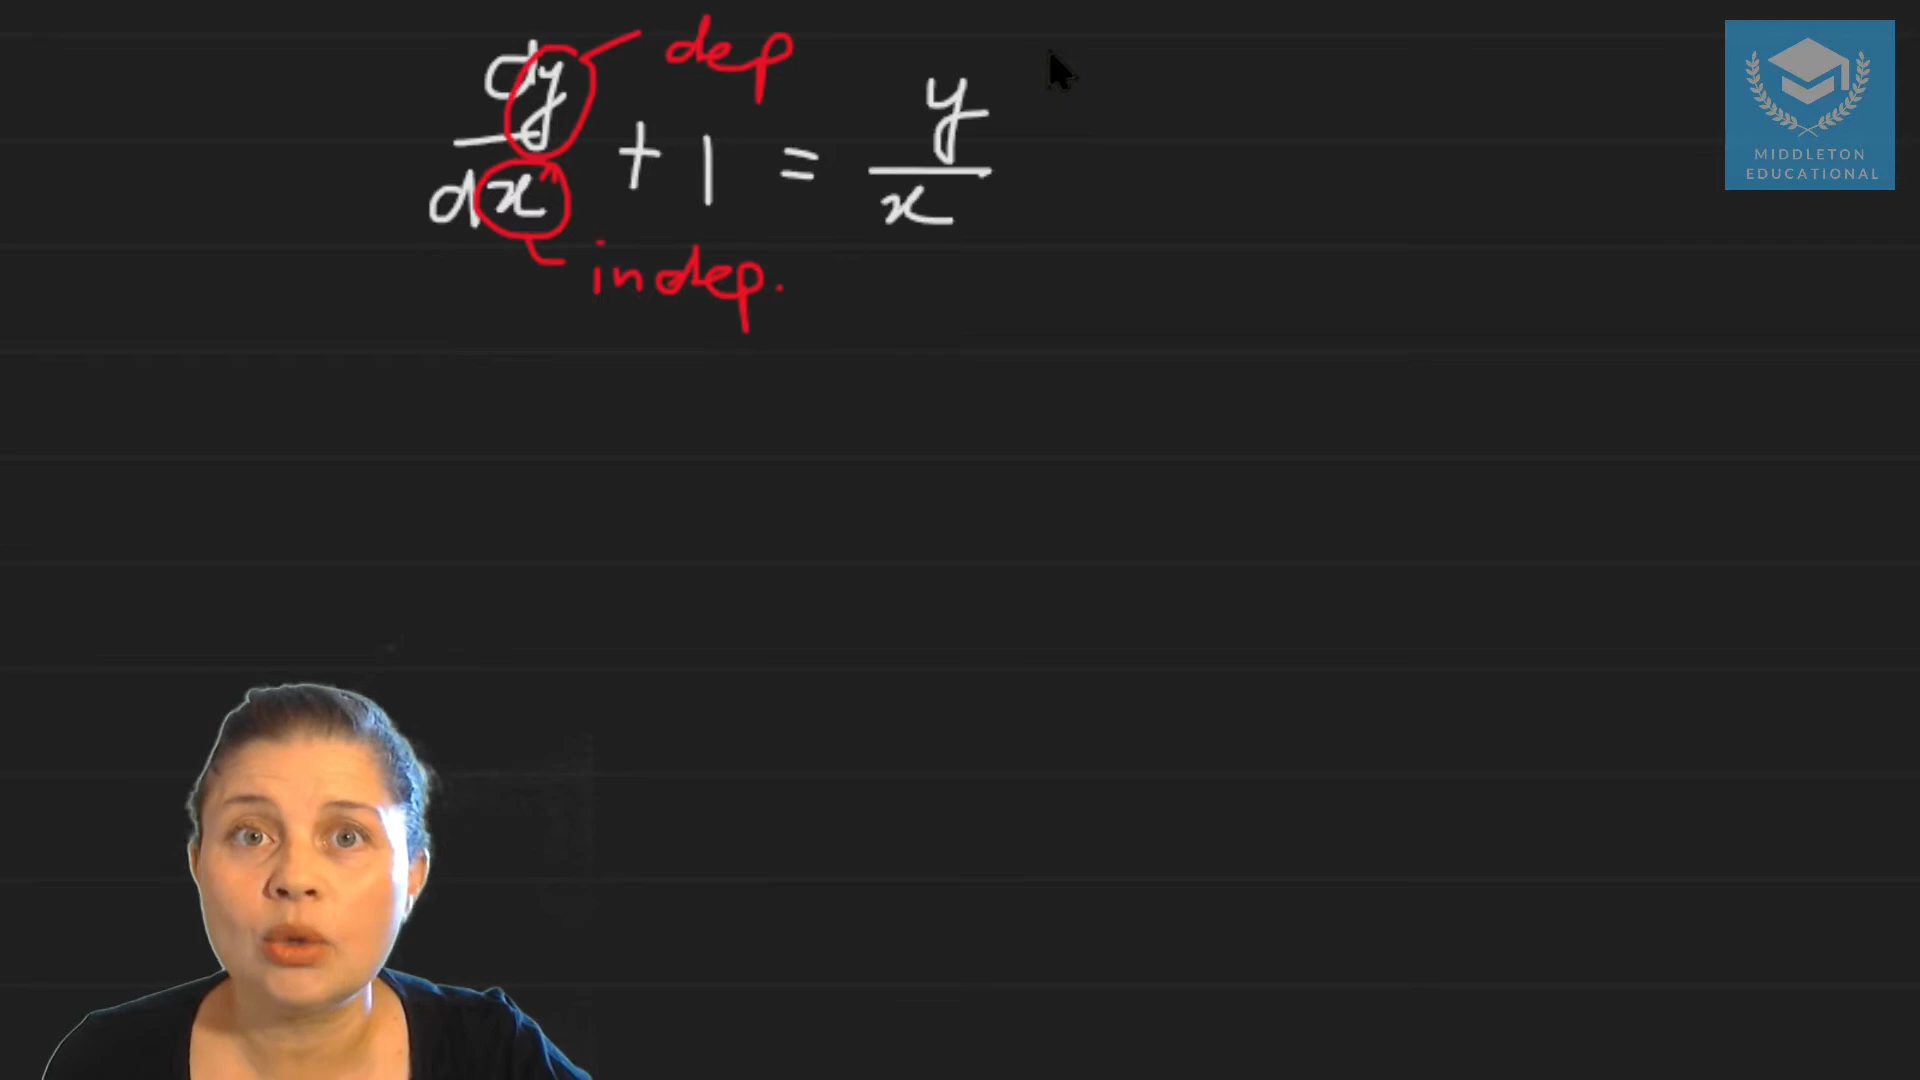 dep
dy/dx + 1 = y/x
indep.
MIDDLETON
EDUCATIONAL